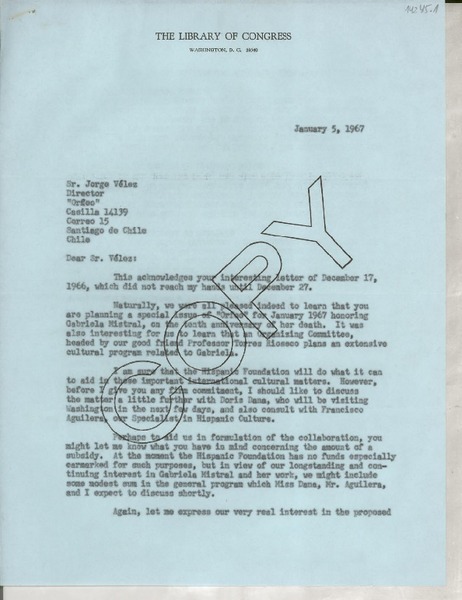 14245.1
THE LIBRARY OF CONGRESS
WASHINGTON, D. C. 20540
January 5, 1967
Sr. Jorge Vélez
Director
"Orfeo"
Casilla 14139
Correo 15
Santiago de Chile
Chile
Dear Sr. Vélez:
This acknowledges your interesting letter of December 17,
1966, which did not reach my hands until December 27.
Naturally, we were all pleased indeed to learn that you
are planning a special issue of "Orfeo" for January 1967 honoring
Gabriela Mistral, on the tenth anniversary of her death. It was
also interesting for us to learn that an Organizing Committee,
headed by our good friend Professor Torres Rioseco plans an extensive
cultural program related to Gabriela.
I am sure that the Hispanic Foundation will do what it can
to aid in these important international cultural matters. However,
before I give you any firm commitment, I should like to discuss
the matter a little further with Doris Dana, who will be visiting
Washington in the next few days, and also consult with Francisco
Aguilera, our Specialist in Hispanic Culture.
Perhaps to aid us in formulation of the collaboration, you
might let me know what you have in mind concerning the amount of a
subsidy. At the moment the Hispanic Foundation has no funds especially
earmarked for such purposes, but in view of our longstanding and con-
tinuing interest in Gabriela Mistral and her work, we might include
some modest sum in the general program which Miss Dana, Mr. Aguilera,
and I expect to discuss shortly.
Again, let me express our very real interest in the proposed
COPY